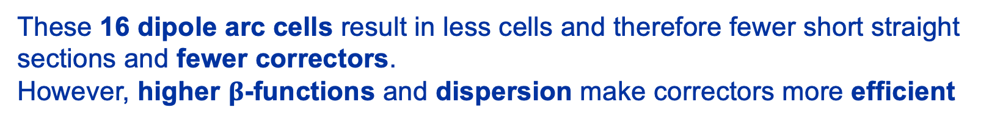 These 16 dipole arc cells result in less cells and therefore fewer short straight
sections and fewer correctors.
However, higher β-functions and dispersion make correctors more efficient